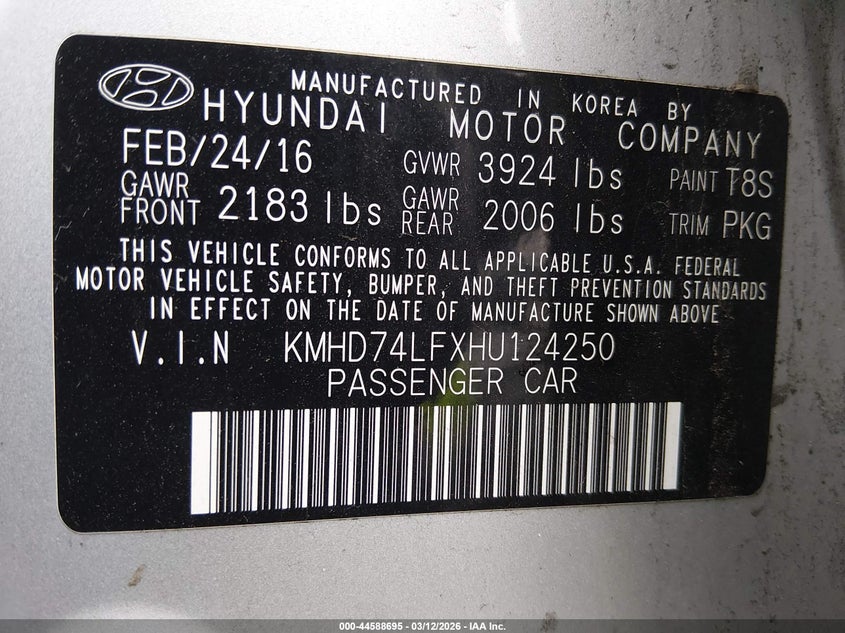 MANUFACTURED IN KOREA BY
HYUNDAI MOTOR COMPANY
FEB/24/16 GVWR 3924 lbs PAINT T8S
GAWR FRONT 2183 lbs GAWR REAR 2006 lbs TRIM PKG
THIS VEHICLE CONFORMS TO ALL APPLICABLE U.S.A. FEDERAL
MOTOR VEHICLE SAFETY, BUMPER, AND THEFT PREVENTION STANDARDS
IN EFFECT ON THE DATE OF MANUFACTURE SHOWN ABOVE
V.I.N KMHD74LFXHU124250
PASSENGER CAR
000-44588695 - 03/12/2026 - IAA Inc.